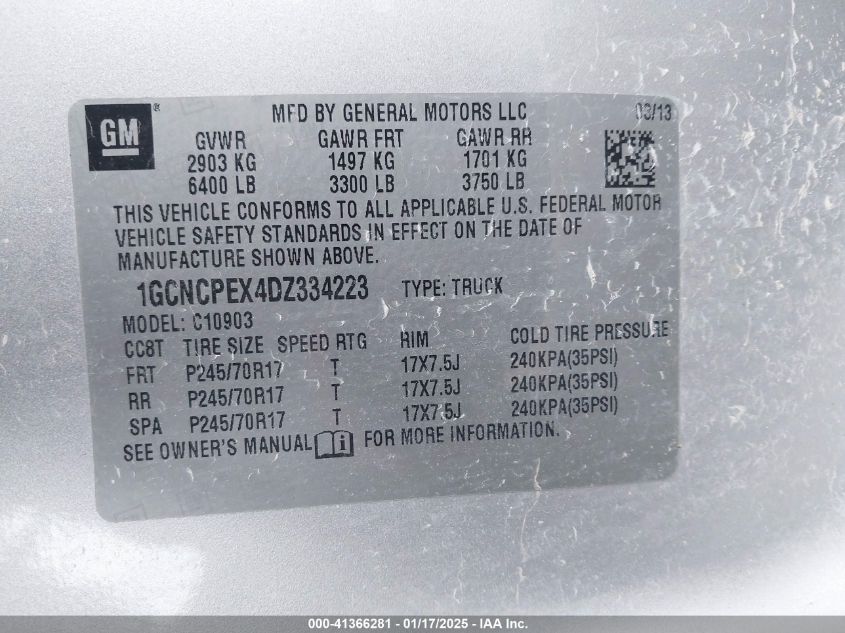 GM ® MFD BY GENERAL MOTORS LLC 03/13
GVWR GAWR FRT GAWR RR
2903 KG 1497 KG 1701 KG
6400 LB 3300 LB 3750 LB
THIS VEHICLE CONFORMS TO ALL APPLICABLE U.S. FEDERAL MOTOR
VEHICLE SAFETY STANDARDS IN EFFECT ON THE DATE OF
MANUFACTURE SHOWN ABOVE.
1GCNCPEX4DZ334223 TYPE: TRUCK
MODEL: C10903
CC8T TIRE SIZE SPEED RTG RIM COLD TIRE PRESSURE
FRT P245/70R17 T 17X7.5J 240KPA(35PSI)
RR P245/70R17 T 17X7.5J 240KPA(35PSI)
SPA P245/70R17 T 17X7.5J 240KPA(35PSI)
SEE OWNER'S MANUAL i FOR MORE INFORMATION.
000-41366281 - 01/17/2025 - IAA Inc.